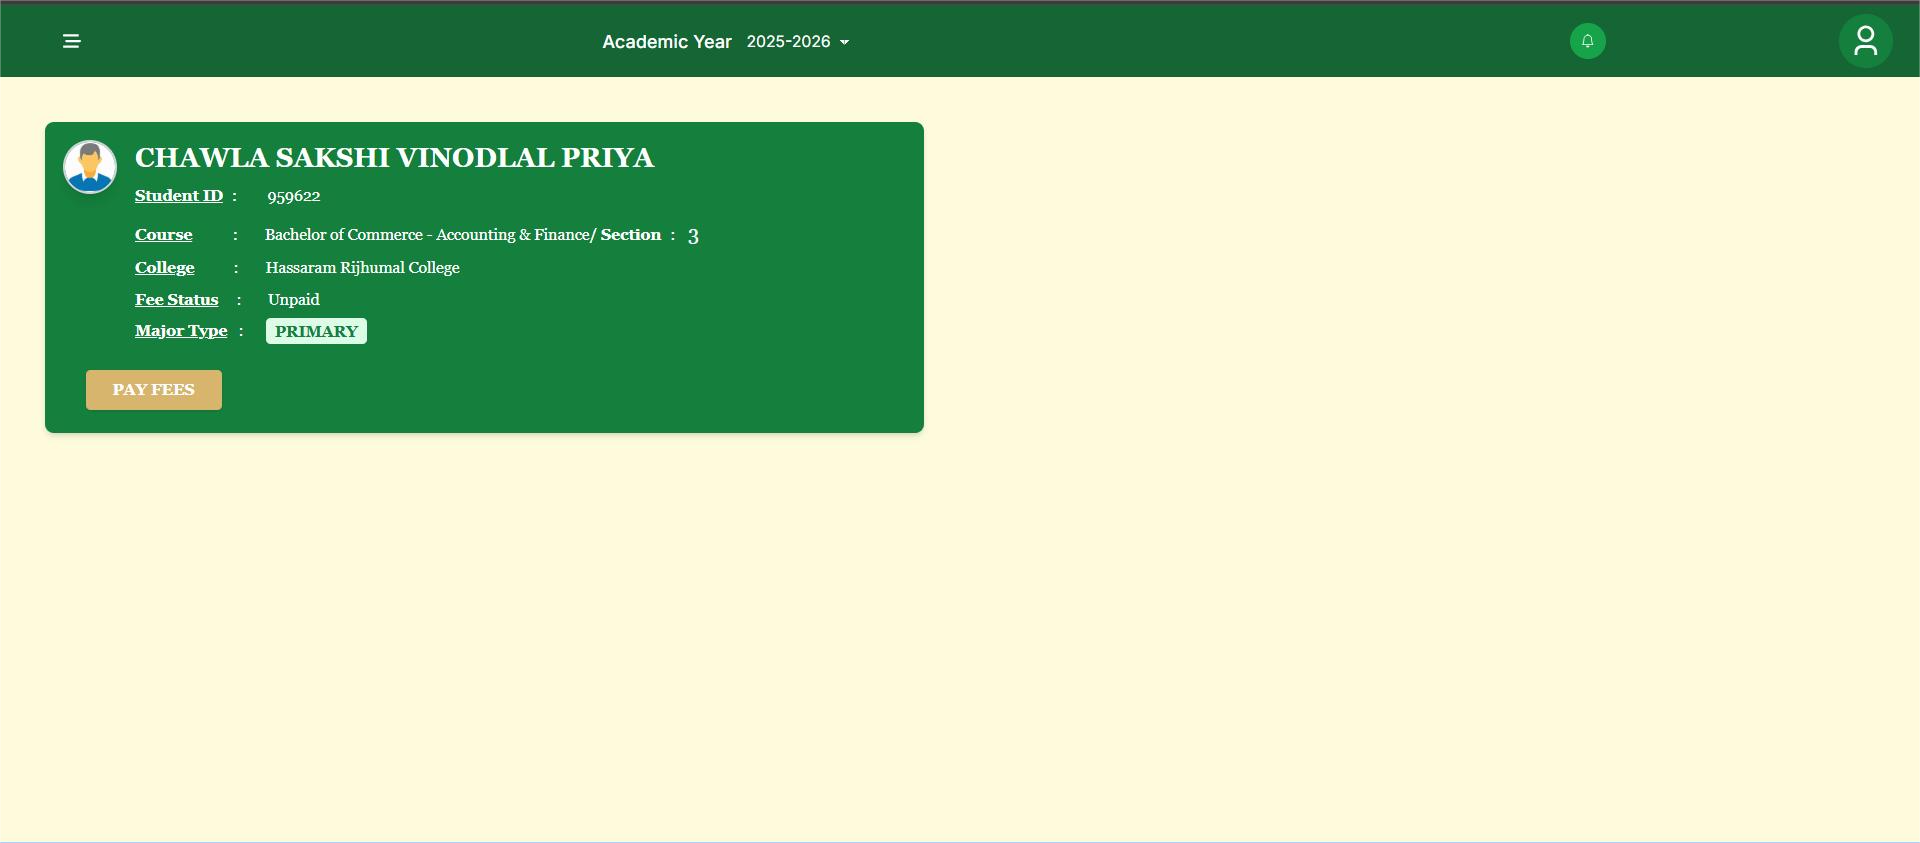 Academic Year 2025-2026
CHAWLA SAKSHI VINODLAL PRIYA
Student ID : 959622
Course : Bachelor of Commerce - Accounting & Finance/ Section : 3
College : Hassaram Rijhumal College
Fee Status : Unpaid
Major Type : PRIMARY
PAY FEES